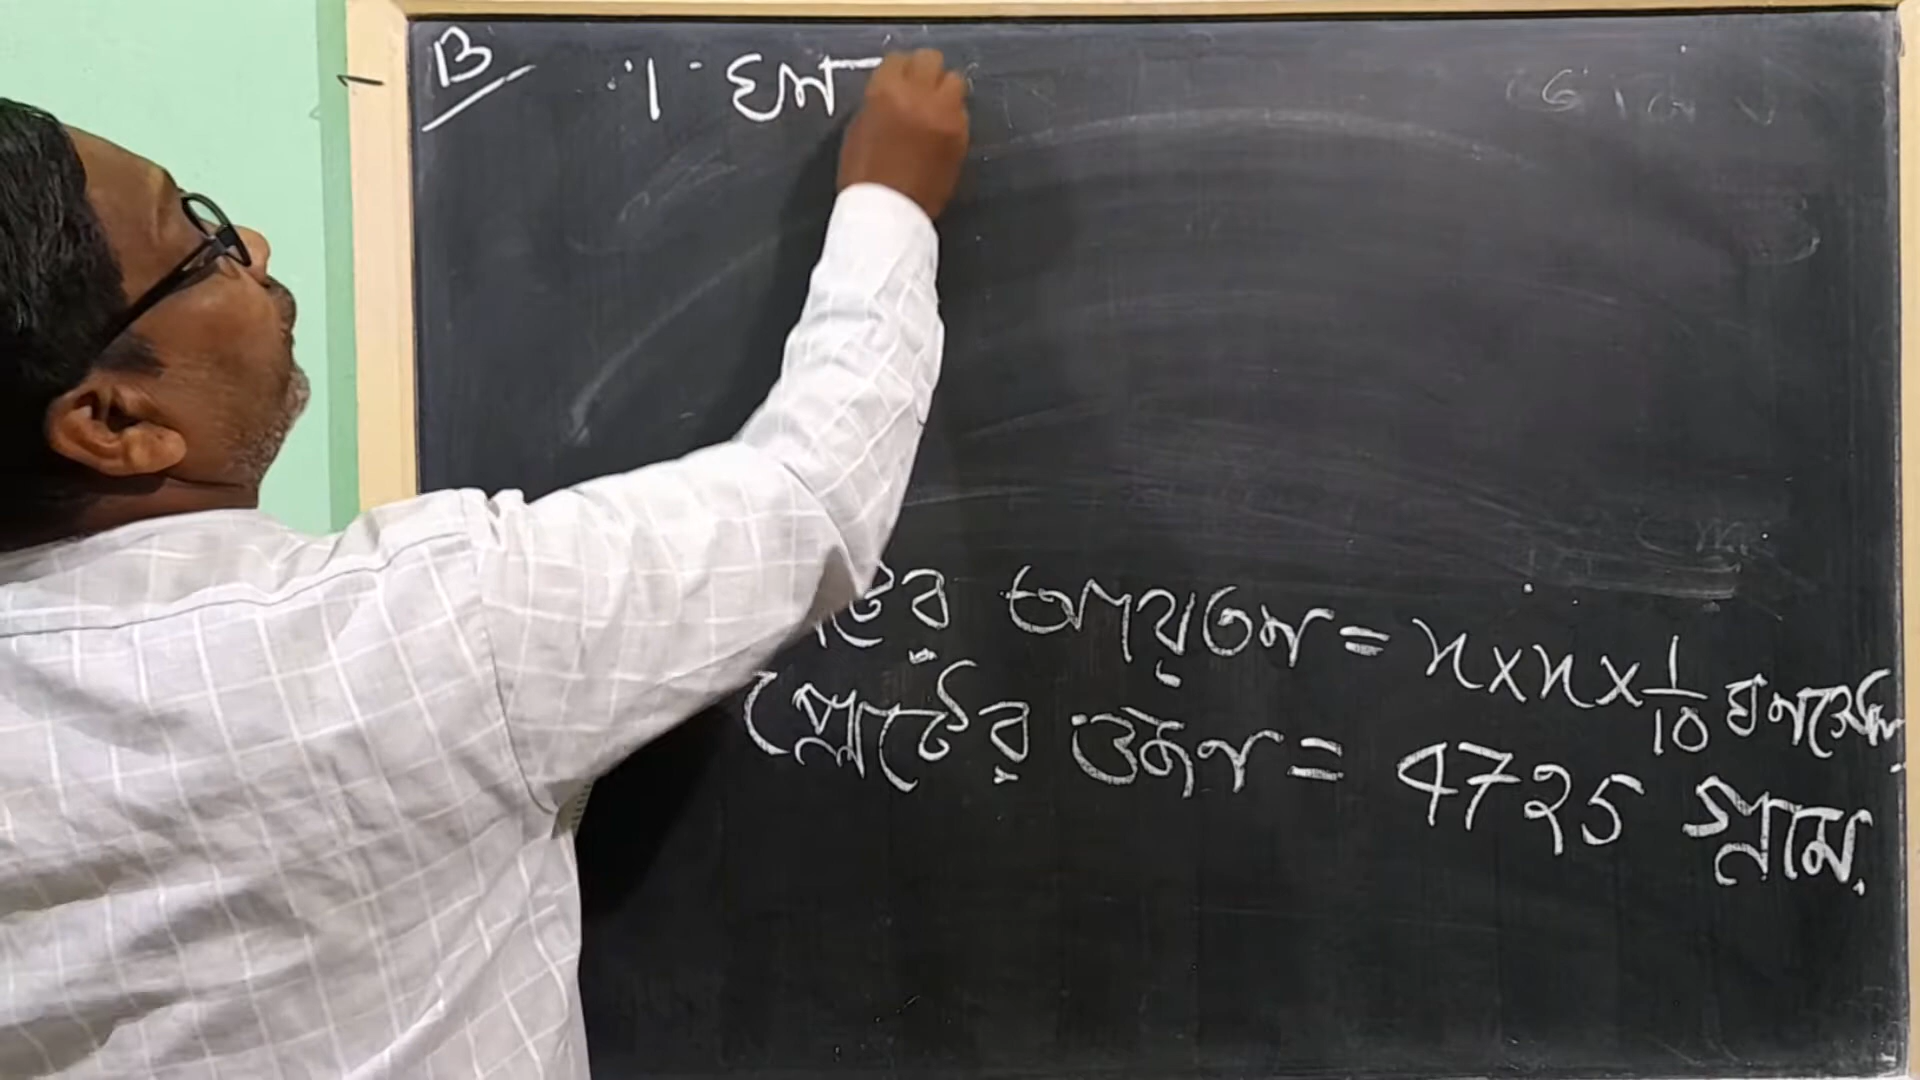 B
∴ 1 ঘন
টের আয়তন = x × x × 1/10 ঘনসেমি.
প্লেটের ওজন = 4725 গ্রাম.